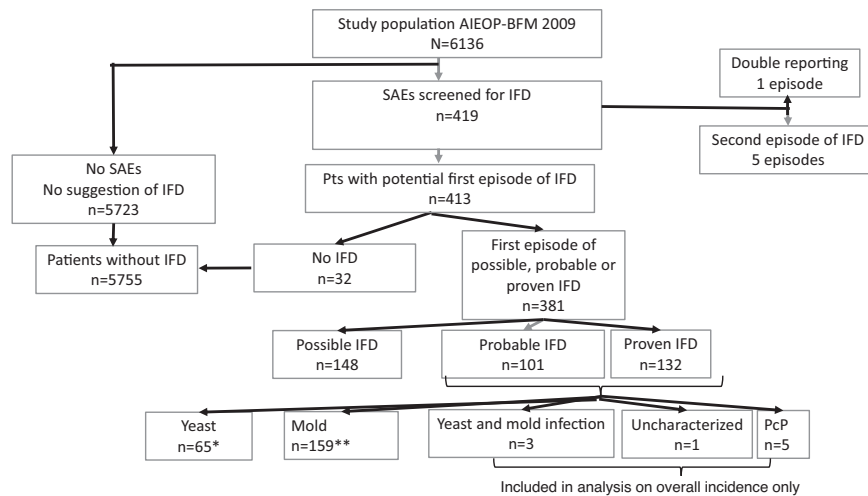 Study population AIEOP-BFM 2009
N=6136
Double reporting
1 episode
SAEs screened for IFD
n=419
Second episode of IFD
5 episodes
No SAEs
No suggestion of IFD
n=5723
Pts with potential first episode of IFD
n=413
Patients without IFD
n=5755
No IFD
n=32
First episode of
possible, probable or
proven IFD
n=381
Possible IFD
n=148
Probable IFD
n=101
Proven IFD
n=132
Yeast
n=65*
Mold
n=159**
Yeast and mold infection
n=3
Uncharacterized
n=1
PcP
n=5
Included in analysis on overall incidence only